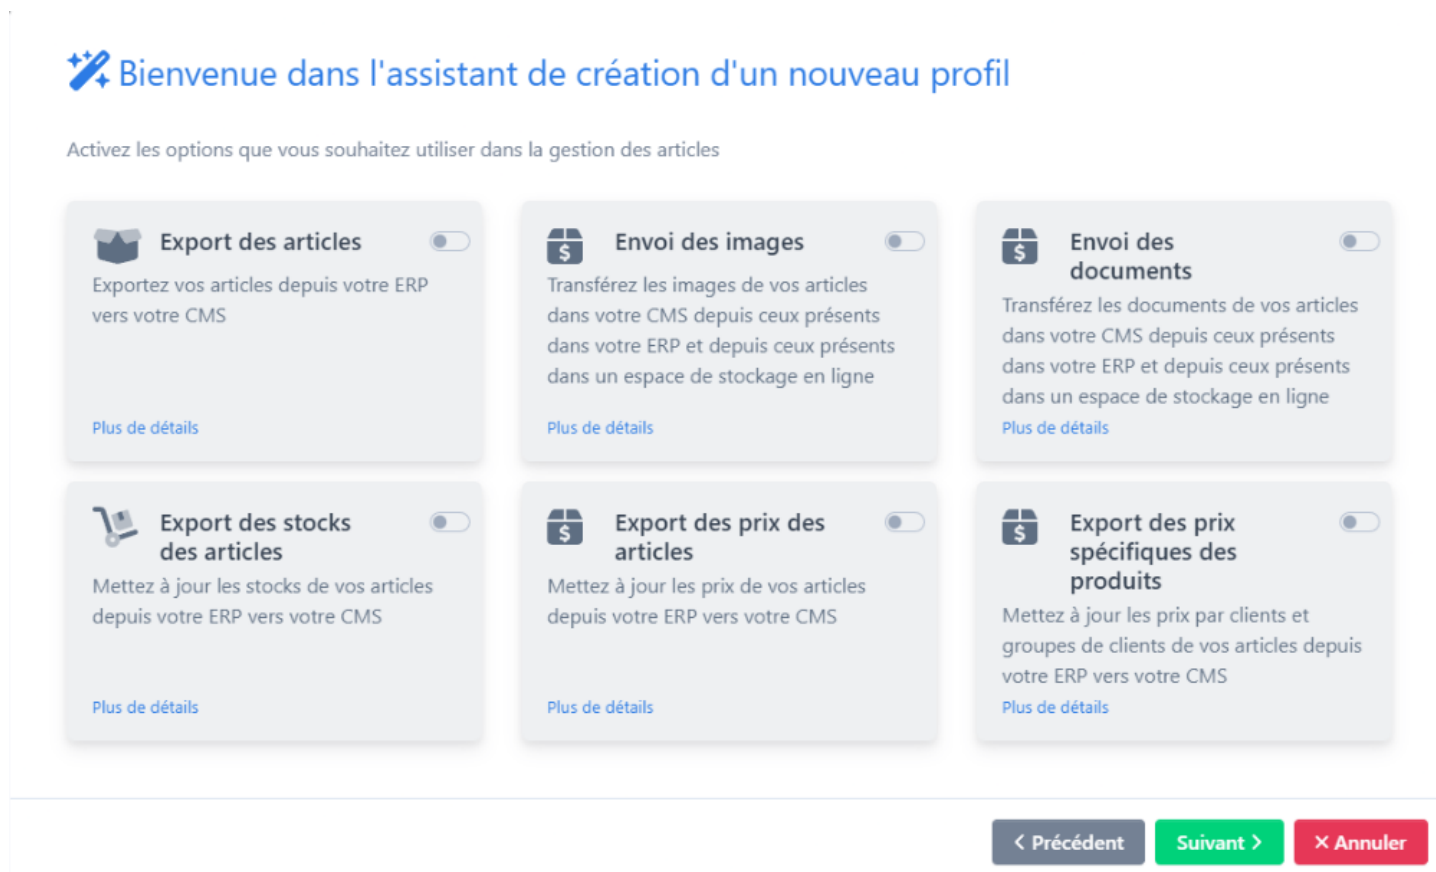 Bienvenue dans l'assistant de création d'un nouveau profil
Activez les options que vous souhaitez utiliser dans la gestion des articles
Export des articles
Exportez vos articles depuis votre ERP
vers votre CMS
Plus de détails
Envoi des images
Transférez les images de vos articles
dans votre CMS depuis ceux présents
dans votre ERP et depuis ceux présents
dans un espace de stockage en ligne
Plus de détails
Envoi des
documents
Transférez les documents de vos articles
dans votre CMS depuis ceux présents
dans votre ERP et depuis ceux présents
dans un espace de stockage en ligne
Plus de détails
Export des stocks
des articles
Mettez à jour les stocks de vos articles
depuis votre ERP vers votre CMS
Plus de détails
$ Export des prix des
articles
Mettez à jour les prix de vos articles
depuis votre ERP vers votre CMS
Plus de détails
Export des prix
spécifiques des
produits
Mettez à jour les prix par clients et
groupes de clients de vos articles depuis
votre ERP vers votre CMS
Plus de détails
Précédent
Suivant
Annuler